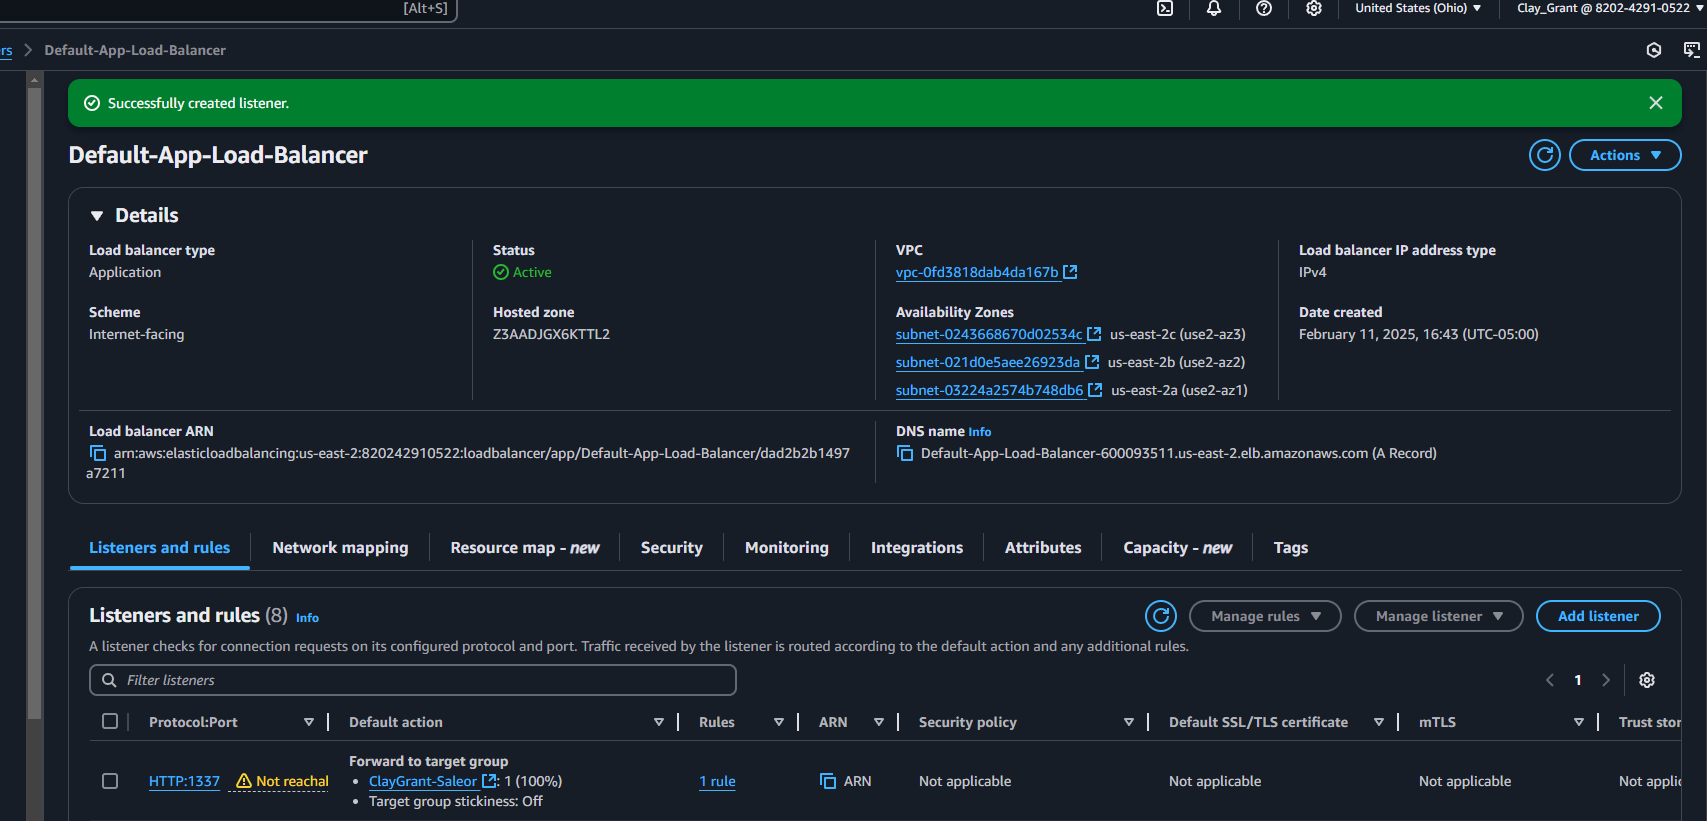 [Alt+S]
United States (Ohio)
Clay_Grant @ 8202-4291-0522
rs
Default-App-Load-Balancer
Successfully created listener.
Default-App-Load-Balancer
Actions
Details
Load balancer type
Application
Status
Active
VPC
vpc-0fd3818dab4da167b
Load balancer IP address type
IPv4
Scheme
Internet-facing
Hosted zone
Z3AADJGX6KTTL2
Availability Zones
subnet-0243668670d02534c us-east-2c (use2-az3)
subnet-021d0e5aee26923da us-east-2b (use2-az2)
subnet-03224a2574b748db6 us-east-2a (use2-az1)
Date created
February 11, 2025, 16:43 (UTC-05:00)
Load balancer ARN
arn:aws:elasticloadbalancing:us-east-2:820242910522:loadbalancer/app/Default-App-Load-Balancer/dad2b2b1497
a7211
DNS name Info
Default-App-Load-Balancer-600093511.us-east-2.elb.amazonaws.com (A Record)
Listeners and rules
Network mapping
Resource map - new
Security
Monitoring
Integrations
Attributes
Capacity - new
Tags
Listeners and rules (8) Info
Manage rules
Manage listener
Add listener
A listener checks for connection requests on its configured protocol and port. Traffic received by the listener is routed according to the default action and any additional rules.
Filter listeners
1
Protocol:Port
Default action
Rules
ARN
Security policy
Default SSL/TLS certificate
mTLS
Trust stor
HTTP:1337
Not reachal
Forward to target group
• ClayGrant-Saleor : 1 (100%)
• Target group stickiness: Off
1 rule
ARN
Not applicable
Not applicable
Not applicable
Not applic